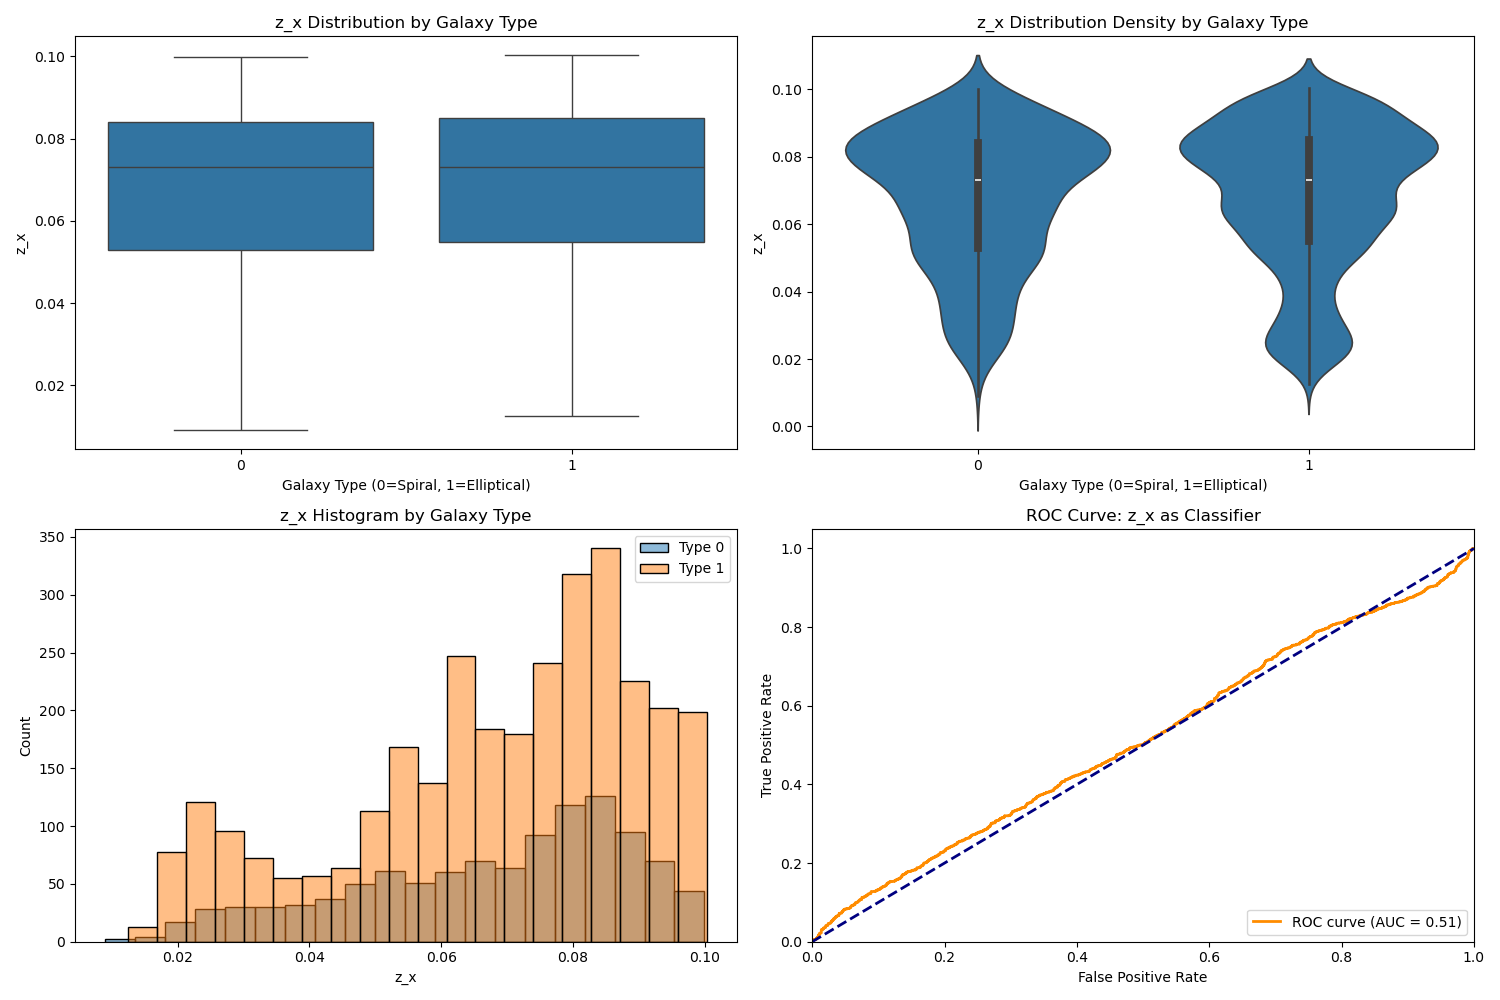 z_x Distribution by Galaxy Type
0.10
0.08
0.06
0.04
0.02
z_x
0
1
Galaxy Type (0=Spiral, 1=Elliptical)
z_x Distribution Density by Galaxy Type
0.10
0.08
0.06
0.04
0.02
0.00
z_x
0
1
Galaxy Type (0=Spiral, 1=Elliptical)
z_x Histogram by Galaxy Type
350
300
250
200
150
100
50
0
Count
Type 0
Type 1
0.02
0.04
0.06
0.08
0.10
z_x
ROC Curve: z_x as Classifier
1.0
0.8
0.6
0.4
0.2
0.0
True Positive Rate
ROC curve (AUC = 0.51)
0.0
0.2
0.4
0.6
0.8
1.0
False Positive Rate